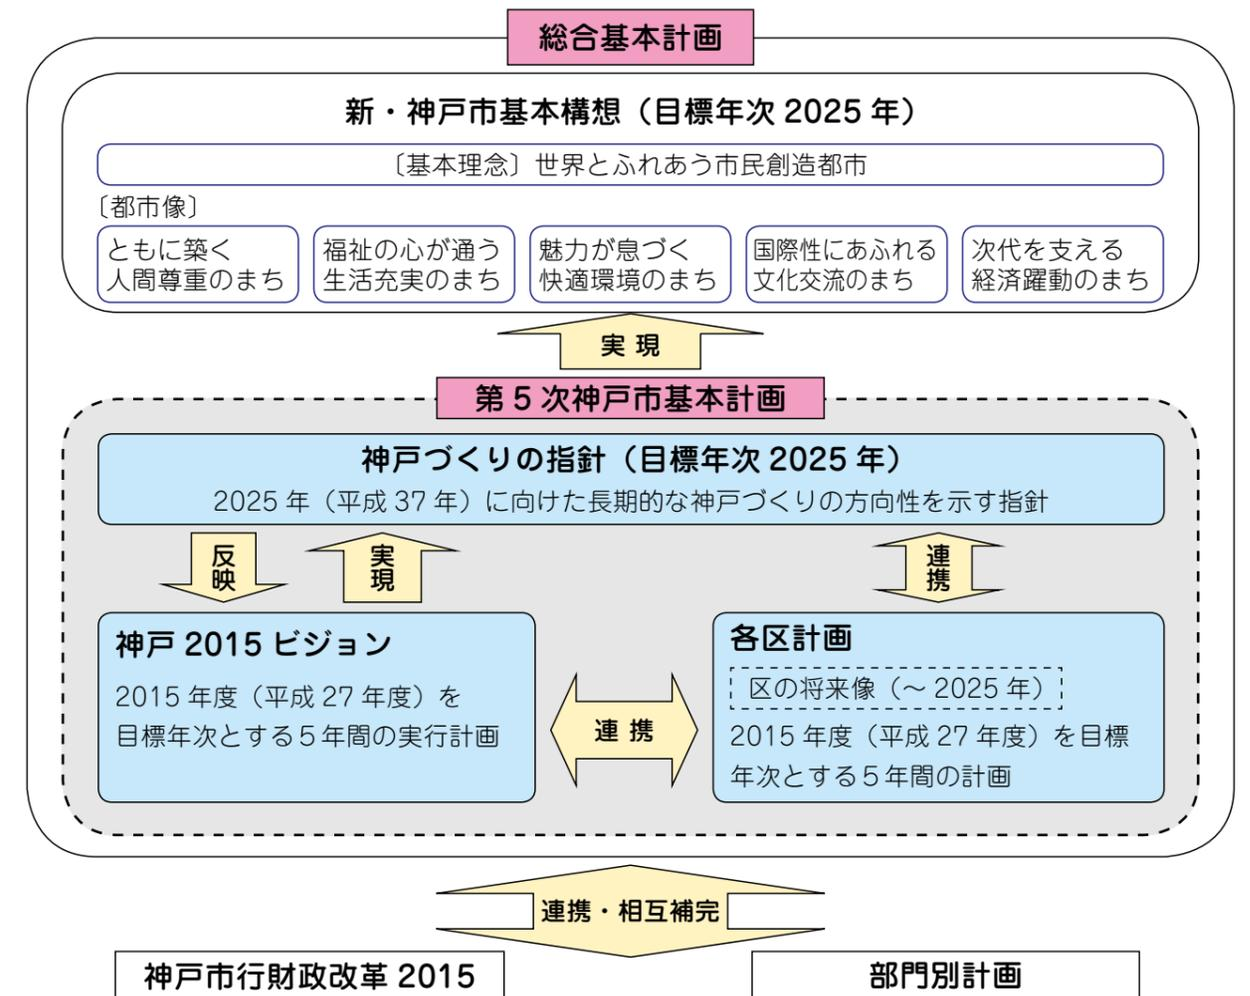 総合基本計画
新・神戸市基本構想（目標年次 2025 年）
〔基本理念〕世界とふれあう市民創造都市
〔都市像〕
ともに築く
人間尊重のまち
福祉の心が通う
生活充実のまち
魅力が息づく
快適環境のまち
国際性にあふれる
文化交流のまち
次代を支える
経済躍動のまち
実 現
第 5 次神戸市基本計画
神戸づくりの指針（目標年次 2025 年）
2025 年（平成 37 年）に向けた長期的な神戸づくりの方向性を示す指針
反映
実現
連携
神戸 2015 ビジョン
2015 年度（平成 27 年度）を
目標年次とする５年間の実行計画
連 携
各区計画
区の将来像（～ 2025 年）
2015 年度（平成 27 年度）を目標
年次とする５年間の計画
連携・相互補完
神戸市行財政改革 2015
部門別計画